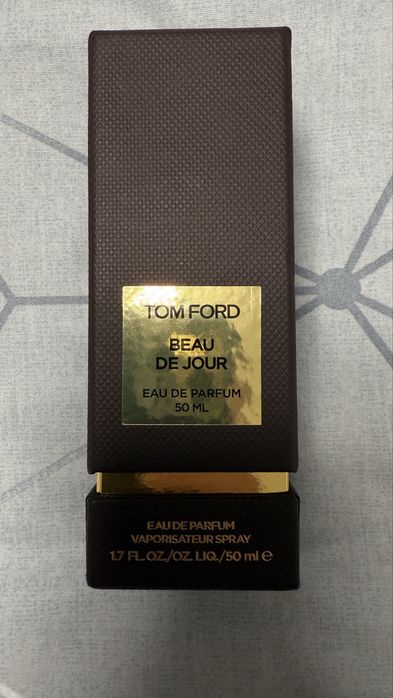 TOM FORD
BEAU
DE JOUR
EAU DE PARFUM
50 ML
EAU DE PARFUM
VAPORISATEUR SPRAY
1.7 FL. OZ./OZ. LIQ./50 ml ℮